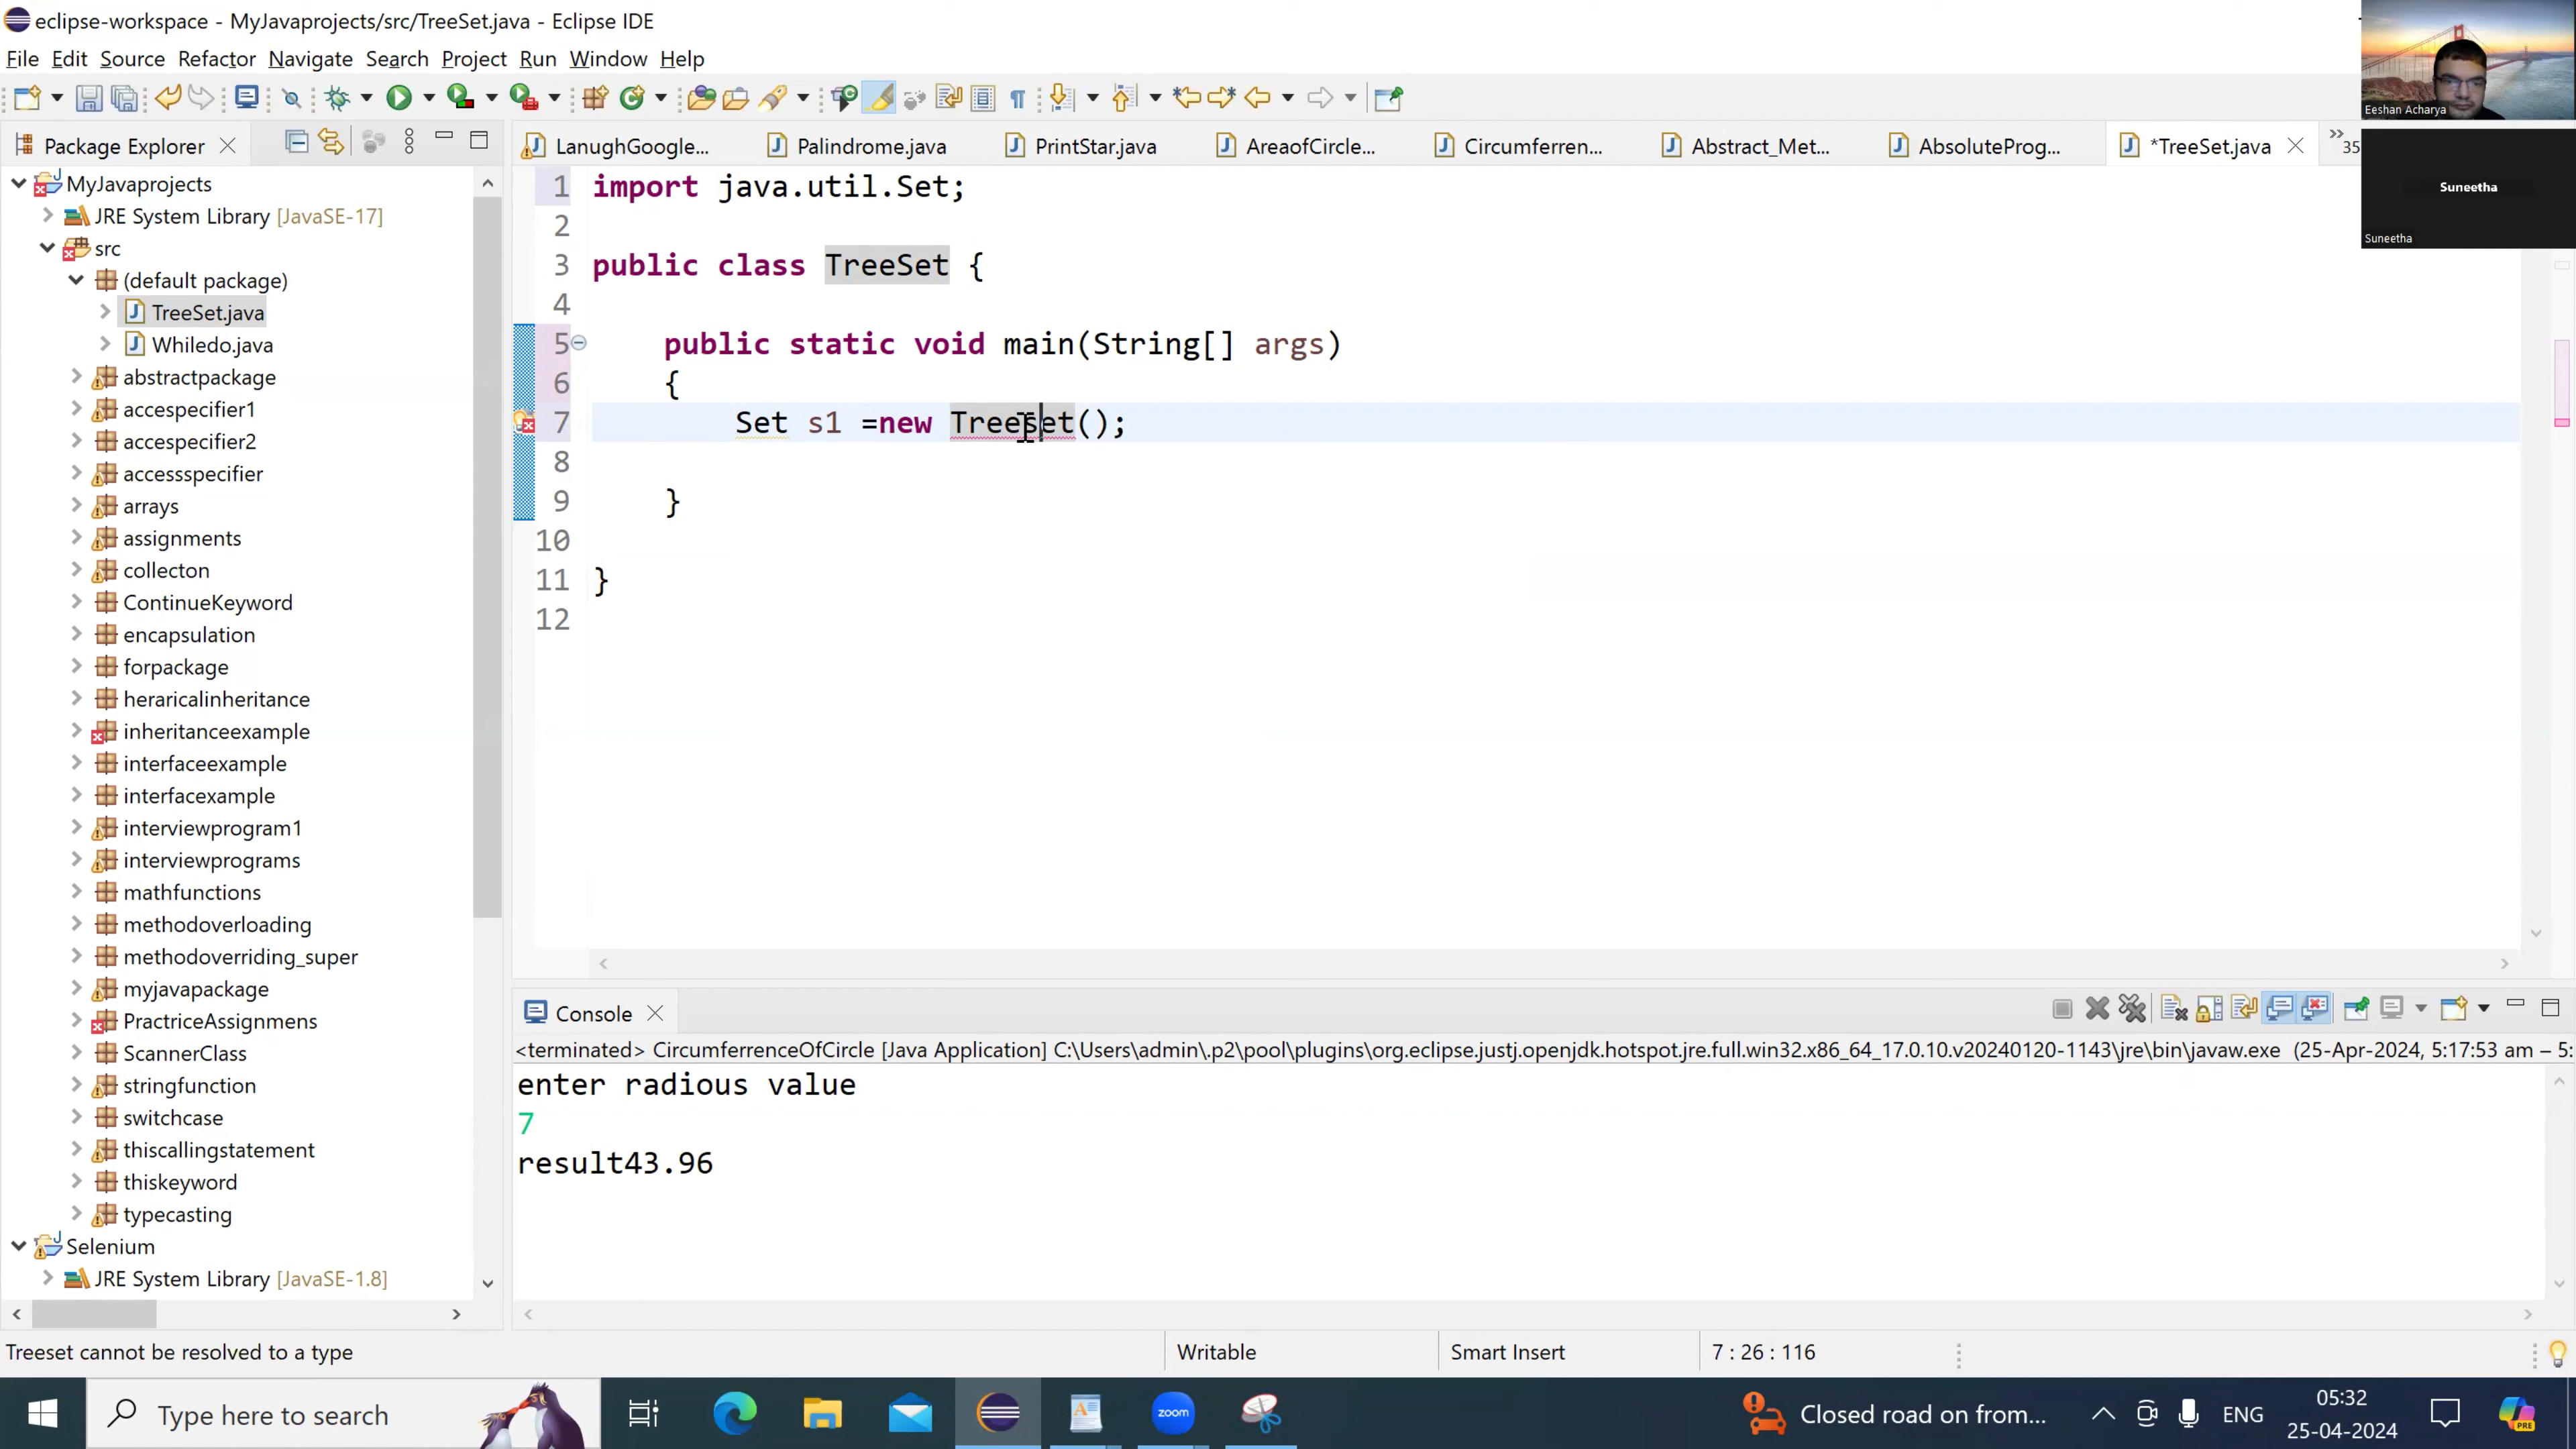 eclipse-workspace - MyJavaprojects/src/TreeSet.java - Eclipse IDE
File Edit Source Refactor Navigate Search Project Run Window Help
Eeshan Acharya
Suneetha
Suneetha
Package Explorer
MyJavaprojects
JRE System Library [JavaSE-17]
src
(default package)
TreeSet.java
Whiledo.java
abstractpackage
accespecifier1
accespecifier2
accessspecifier
arrays
assignments
collecton
ContinueKeyword
encapsulation
forpackage
heraricalinheritance
inheritanceexample
interfaceexample
interfacexample
interviewprogram1
interviewprograms
mathfunctions
methodoverloading
methodoverriding_super
myjavapackage
PractriceAssignmens
ScannerClass
stringfunction
switchcase
thiscallingstatement
thiskeyword
typecasting
Selenium
JRE System Library [JavaSE-1.8]
LanughGoogle... Palindrome.java PrintStar.java AreaofCircle... Circumferren... Abstract_Met... AbsoluteProg... *TreeSet.java 35
1 import java.util.Set;
2
3 public class TreeSet {
4
5 public static void main(String[] args)
6 {
7 Set s1 =new Treeset();
8
9 }
10
11 }
12
Console
<terminated> CircumferrenceOfCircle [Java Application] C:\Users\admin\.p2\pool\plugins\org.eclipse.justj.openjdk.hotspot.jre.full.win32.x86_64_17.0.10.v20240120-1143\jre\bin\javaw.exe (25-Apr-2024, 5:17:53 am – 5:
enter radious value
7
result43.96
Treeset cannot be resolved to a type Writable Smart Insert 7 : 26 : 116
Type here to search zoom Closed road on from... ENG 05:32
25-04-2024
PRE